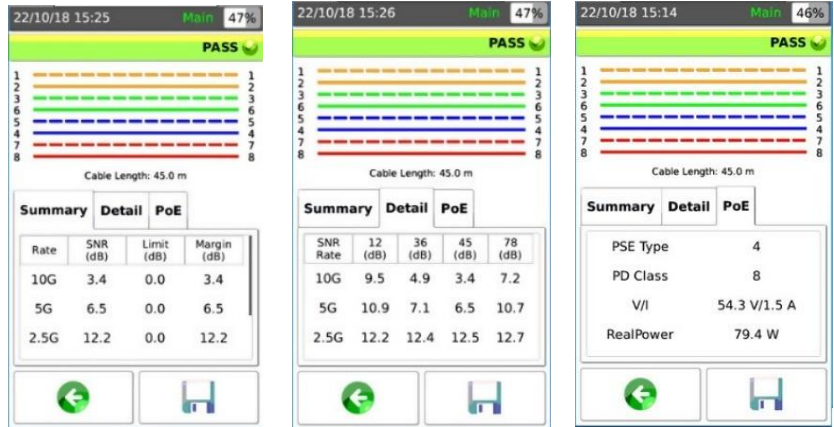 22/10/18 15:25 Main 47%
PASS
1 1
2 2
3 3
6 6
5 5
4 4
7 7
8 8
Cable Length: 45.0 m
Summary Detail PoE
Rate SNR (dB) Limit (dB) Margin (dB)
10G 3.4 0.0 3.4
5G 6.5 0.0 6.5
2.5G 12.2 0.0 12.2
22/10/18 15:26 Main 47%
PASS
1 1
2 2
3 3
6 6
5 5
4 4
7 7
8 8
Cable Length: 45.0 m
Summary Detail PoE
SNR Rate 12 (dB) 36 (dB) 45 (dB) 78 (dB)
10G 9.5 4.9 3.4 7.2
5G 10.9 7.1 6.5 10.7
2.5G 12.2 12.4 12.5 12.7
22/10/18 15:14 Main 46%
PASS
1 1
2 2
3 3
6 6
5 5
4 4
7 7
8 8
Cable Length: 45.0 m
Summary Detail PoE
PSE Type 4
PD Class 8
V/I 54.3 V/1.5 A
RealPower 79.4 W